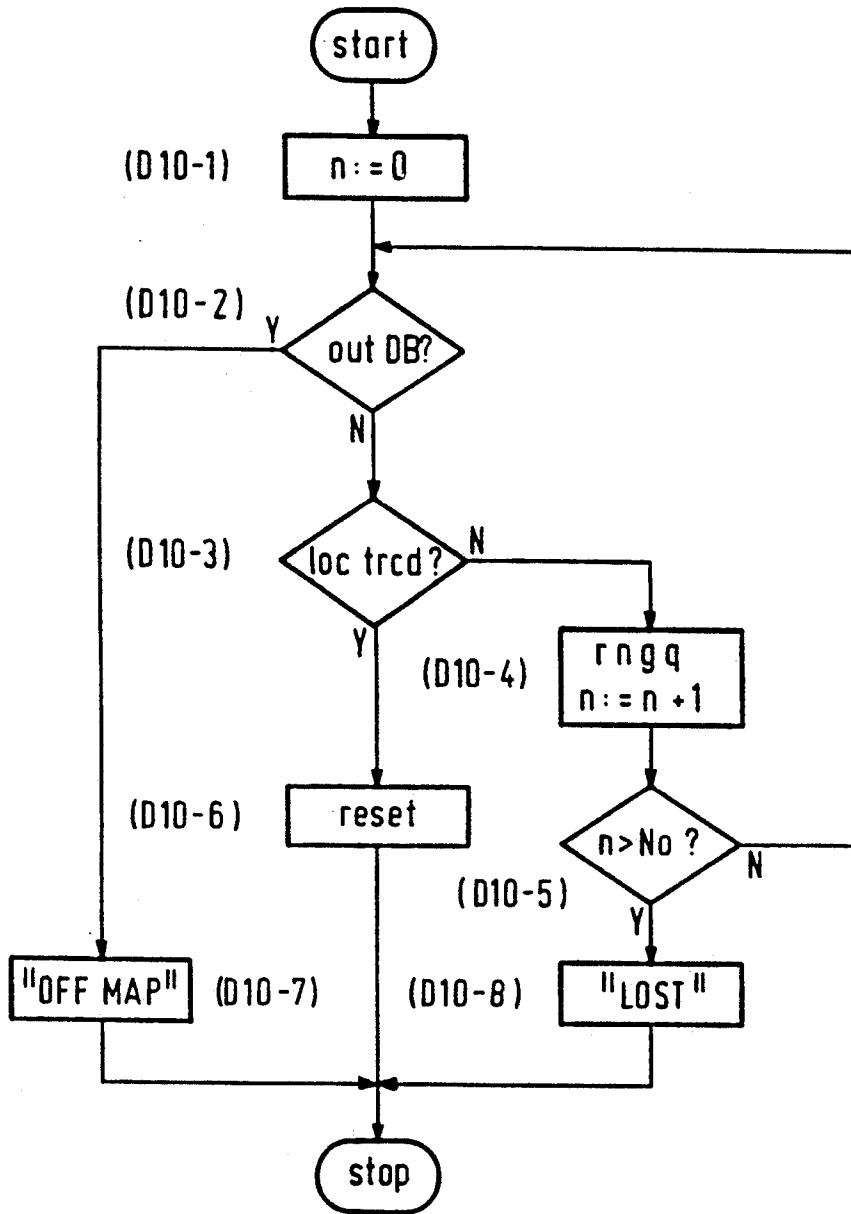 start
(D10-1)
n:=0
(D10-2)
Y
out DB?
N
(D10-3)
loc trcd?
N
Y
(D10-4)
rngq
n:=n+1
(D10-6)
reset
n>No ?
N
(D10-5)
Y
"OFF MAP"
(D10-7)
(D10-8)
"LOST"
stop